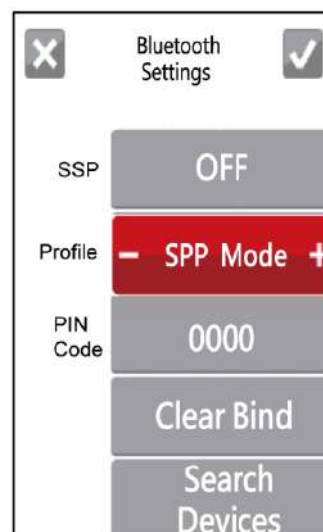 Bluetooth
Settings
SSP OFF
Profile - SPP Mode +
PIN
Code 0000
Clear Bind
Search
Devices